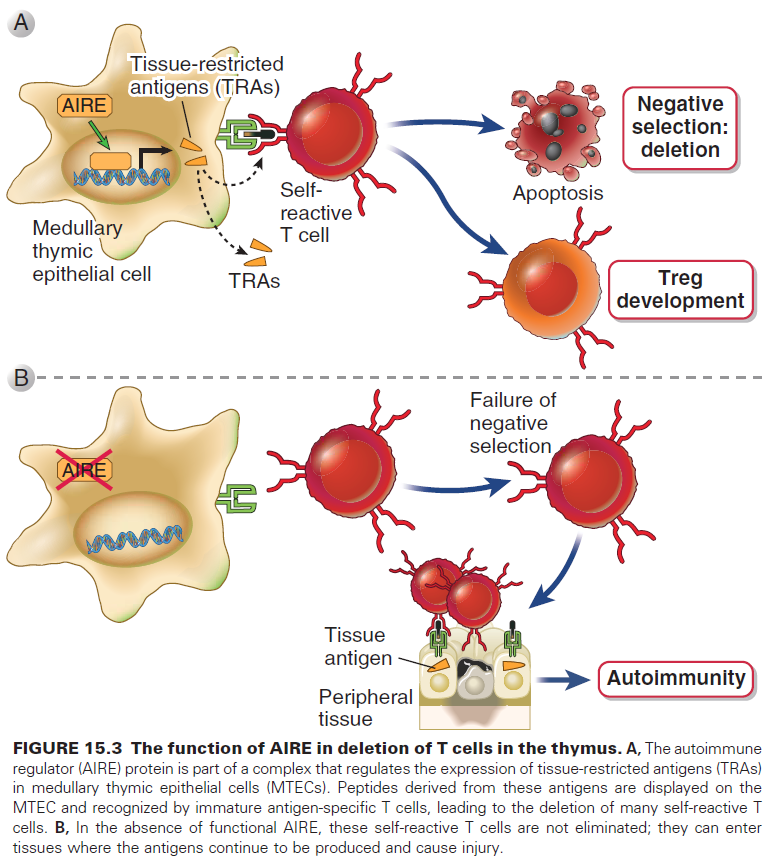 A
Tissue-restricted
antigens (TRAs)
AIRE
Medullary
thymic
epithelial cell
TRAs
Self-
reactive
T cell
Apoptosis
Negative
selection:
deletion
Treg
development
B
AIRE
Failure of
negative
selection
Tissue
antigen
Peripheral
tissue
Autoimmunity
FIGURE 15.3 The function of AIRE in deletion of T cells in the thymus. A, The autoimmune
regulator (AIRE) protein is part of a complex that regulates the expression of tissue-restricted antigens (TRAs)
in medullary thymic epithelial cells (MTECs). Peptides derived from these antigens are displayed on the
MTEC and recognized by immature antigen-specific T cells, leading to the deletion of many self-reactive T
cells. B, In the absence of functional AIRE, these self-reactive T cells are not eliminated; they can enter
tissues where the antigens continue to be produced and cause injury.